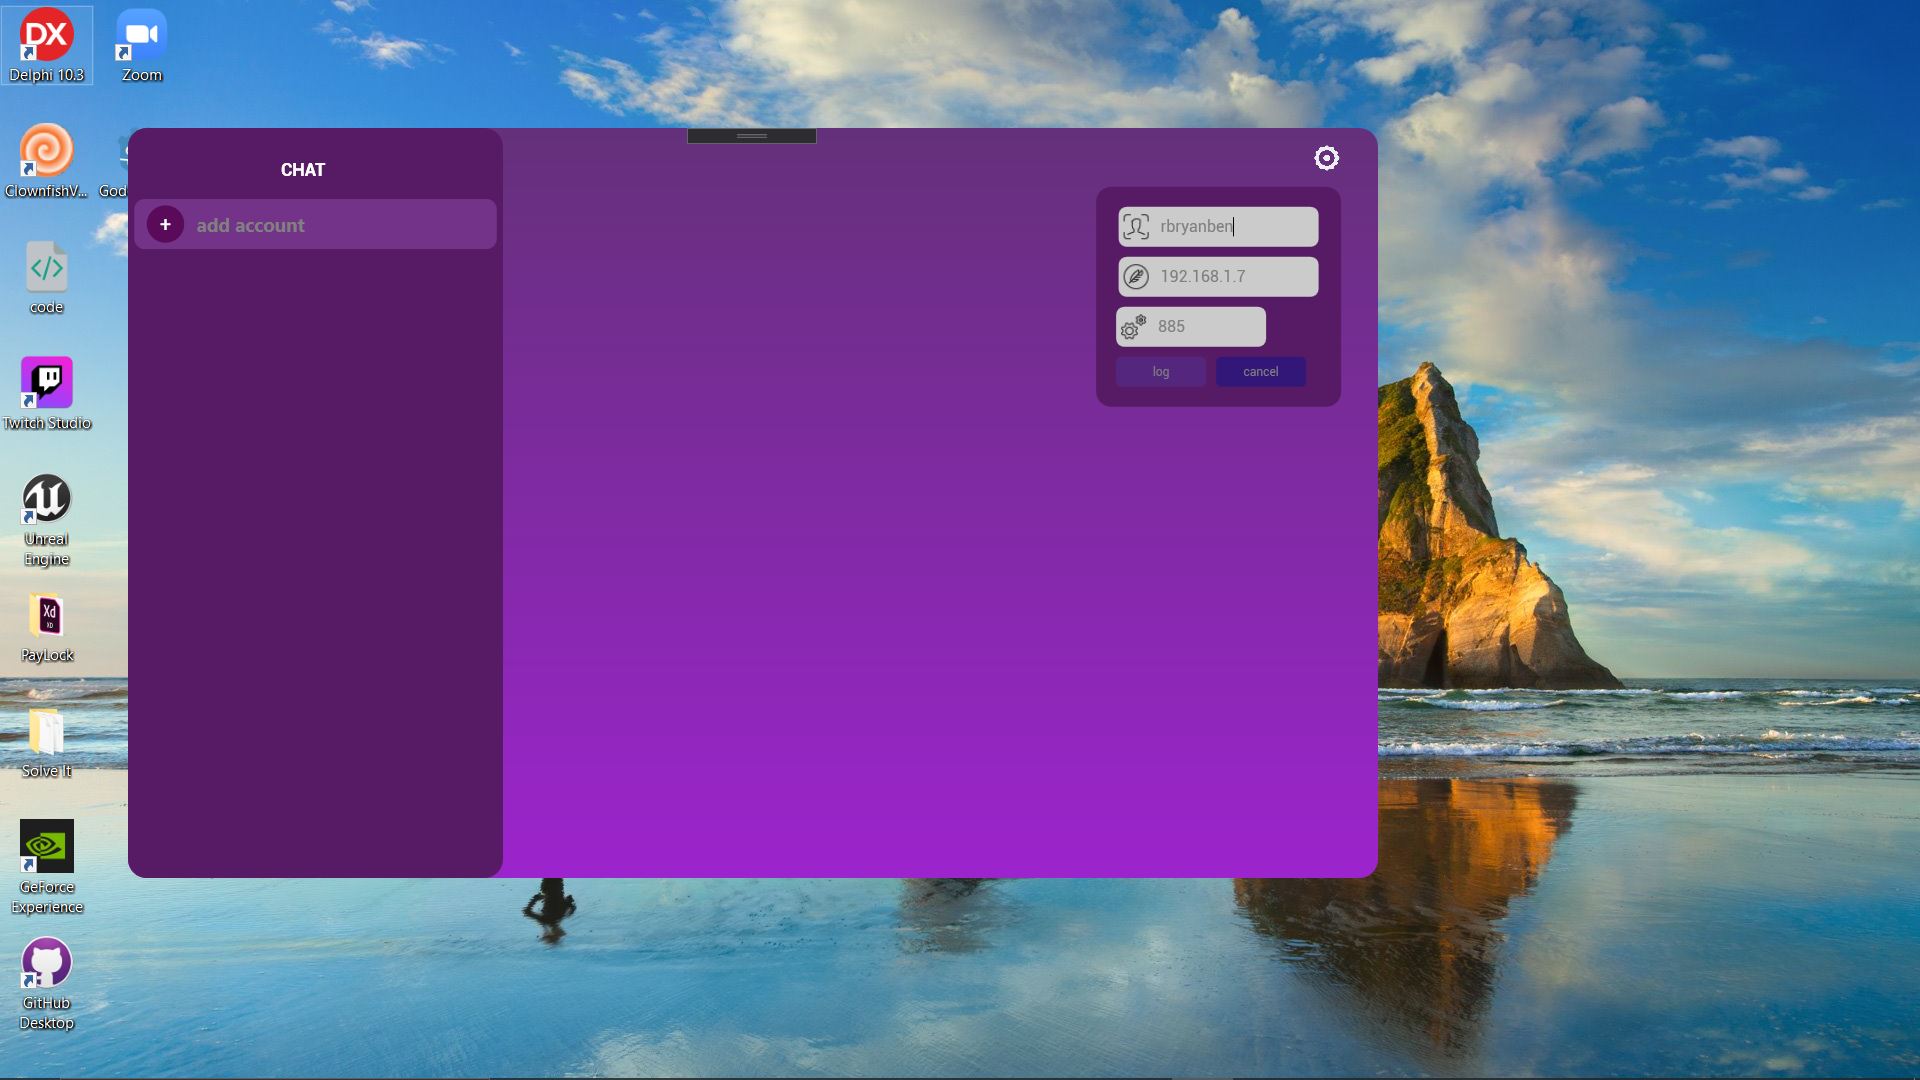 DX
Delphi 10.3
Zoom
ClownfishV...
God
code
Twitch Studio
Unreal
Engine
Xd
XD
PayLock
Solve It
GeForce
Experience
GitHub
Desktop
CHAT
+
add account
rbryanben
192.168.1.7
885
log
cancel